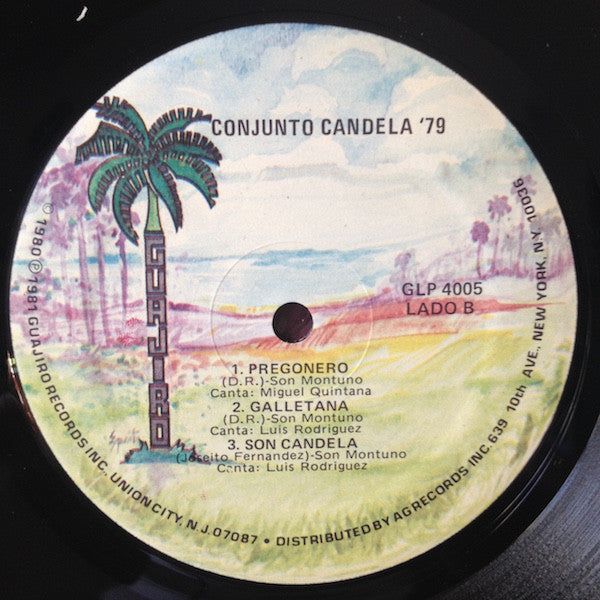 CONJUNTO CANDELA '79
GUAJIRO
GLP 4005
LADO B
1. PREGONERO
(D.R.)-Son Montuno
Canta: Miguel Quintana
2. GALLETANA
(D.R.)-Son Montuno
Canta: Luis Rodriguez
3. SON CANDELA
(Joseito Fernandez)-Son Montuno
Canta: Luis Rodriguez
© 1980 ℗ 1981 GUAJIRO RECORDS INC., UNION CITY, N.J. 07087 • DISTRIBUTED BY AG RECORDS INC. 639 10th AVE., NEW YORK, N.Y. 10036